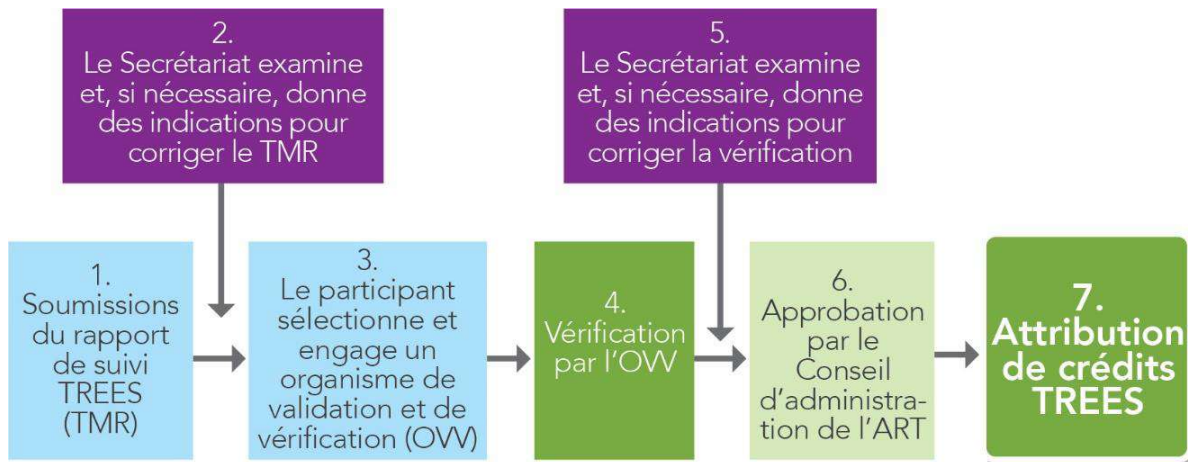 2.
Le Secrétariat examine
et, si nécessaire, donne
des indications pour
corriger le TMR
5.
Le Secrétariat examine
et, si nécessaire, donne
des indications pour
corriger la vérification
1.
Soumissions
du rapport
de suivi
TREES
(TMR)
3.
Le participant
sélectionne et
engage un
organisme de
validation et de
vérification (OVV)
4.
Vérification
par l’OVV
6.
Approbation
par le
Conseil
d’administra-
tion de l’ART
7.
Attribution
de crédits
TREES